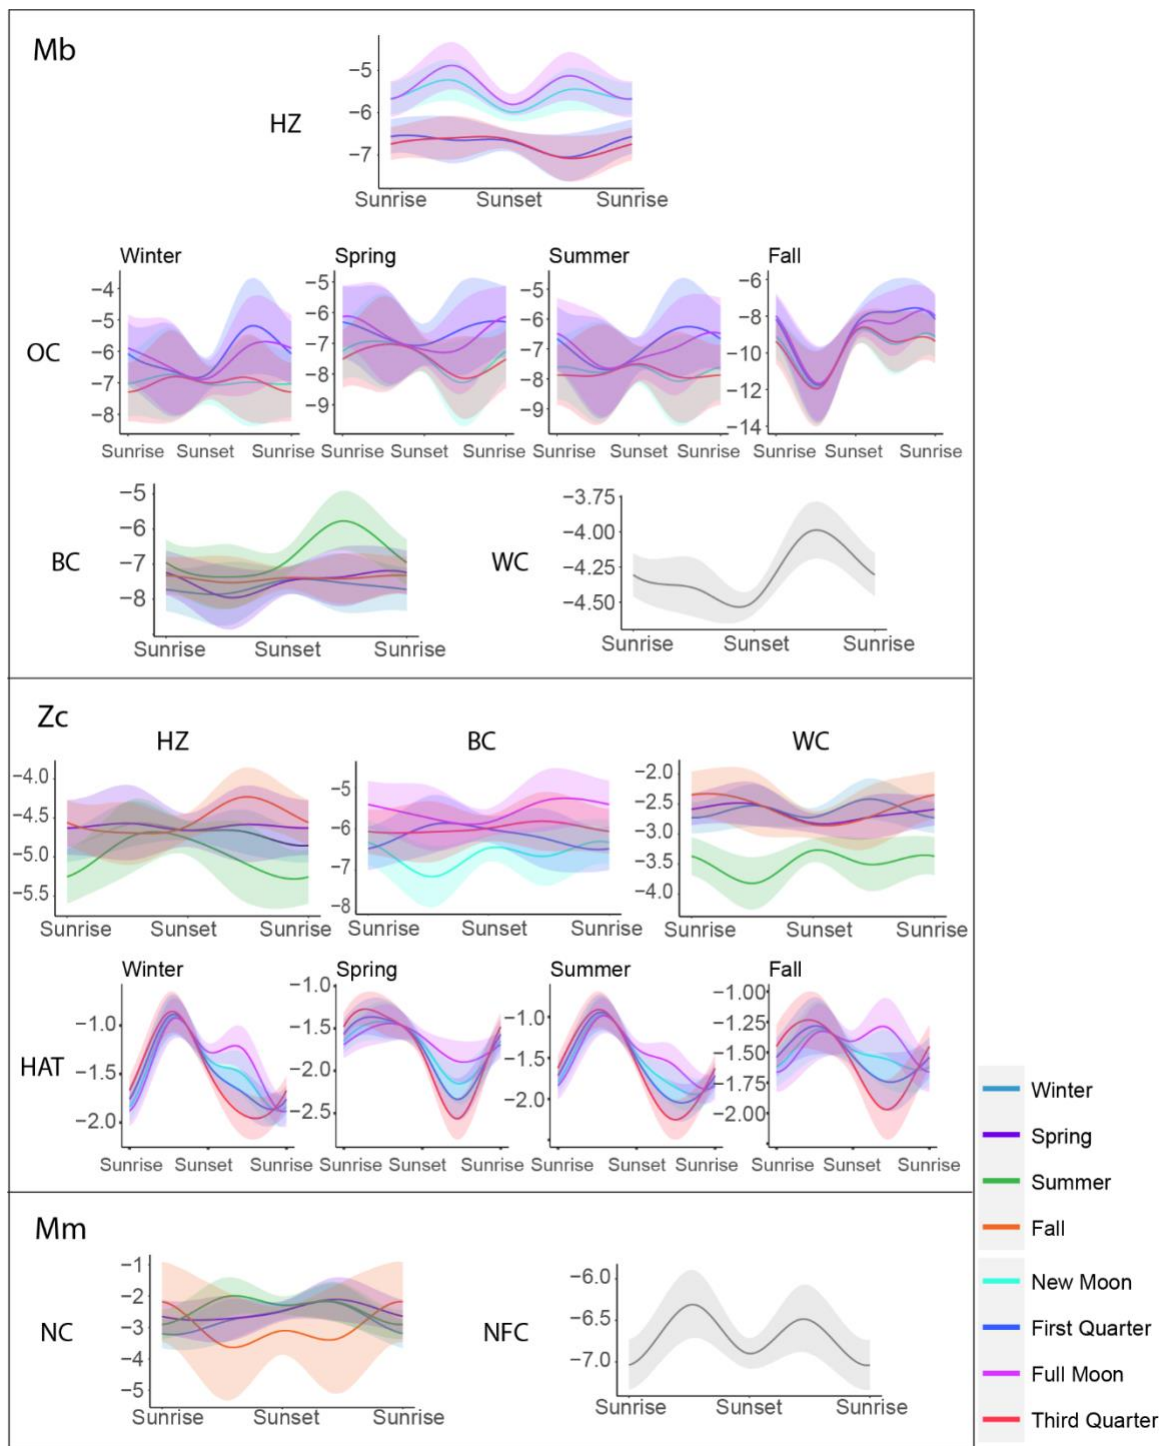 Mb
HZ
−5
−6
−7
Sunrise Sunset Sunrise
Winter Spring Summer Fall
OC
−4
−5
−6
−7
−8
−5
−6
−7
−8
−9
−5
−6
−7
−8
−9
−6
−8
−10
−12
−14
Sunrise Sunset Sunrise Sunrise Sunset Sunrise Sunrise Sunset Sunrise Sunrise Sunset Sunrise
BC
−5
−6
−7
−8
Sunrise Sunset Sunrise
WC
−3.75
−4.00
−4.25
−4.50
Sunrise Sunset Sunrise
Zc
HZ BC WC
−4.0
−4.5
−5.0
−5.5
−5
−6
−7
−8
−2.0
−2.5
−3.0
−3.5
−4.0
Sunrise Sunset Sunrise Sunrise Sunset Sunrise Sunrise Sunset Sunrise
Winter Spring Summer Fall
HAT
−1.0
−1.5
−2.0
−1.0
−1.5
−2.0
−2.5
−1.0
−1.5
−2.0
−1.00
−1.25
−1.50
−1.75
−2.00
Sunrise Sunset Sunrise Sunrise Sunset Sunrise Sunrise Sunset Sunrise Sunrise Sunset Sunrise
Mm
NC
−1
−2
−3
−4
−5
Sunrise Sunset Sunrise
NFC
−6.0
−6.5
−7.0
Sunrise Sunset Sunrise
Winter
Spring
Summer
Fall
New Moon
First Quarter
Full Moon
Third Quarter